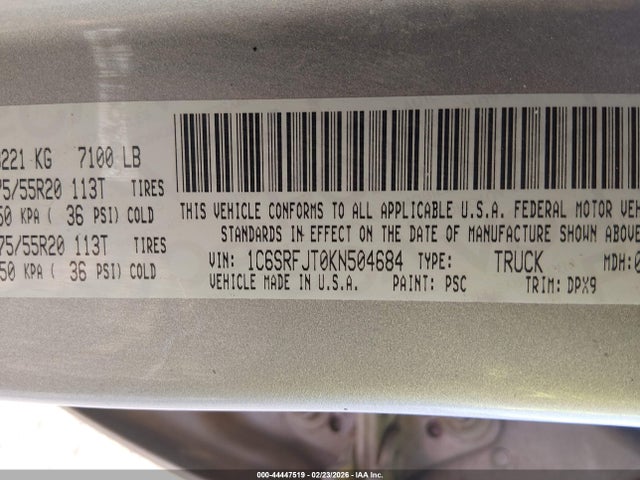 221 KG 7100 LB
75/55R20 113T TIRES
50 KPA ( 36 PSI) COLD
75/55R20 113T TIRES
50 KPA ( 36 PSI) COLD
THIS VEHICLE CONFORMS TO ALL APPLICABLE U.S.A. FEDERAL MOTOR VEH
STANDARDS IN EFFECT ON THE DATE OF MANUFACTURE SHOWN ABOVE
VIN: 1C6SRFJT0KN504684 TYPE: TRUCK MDH:0
VEHICLE MADE IN U.S.A. PAINT: PSC TRIM: DPX9
000-44447519 - 02/23/2026 - IAA Inc.